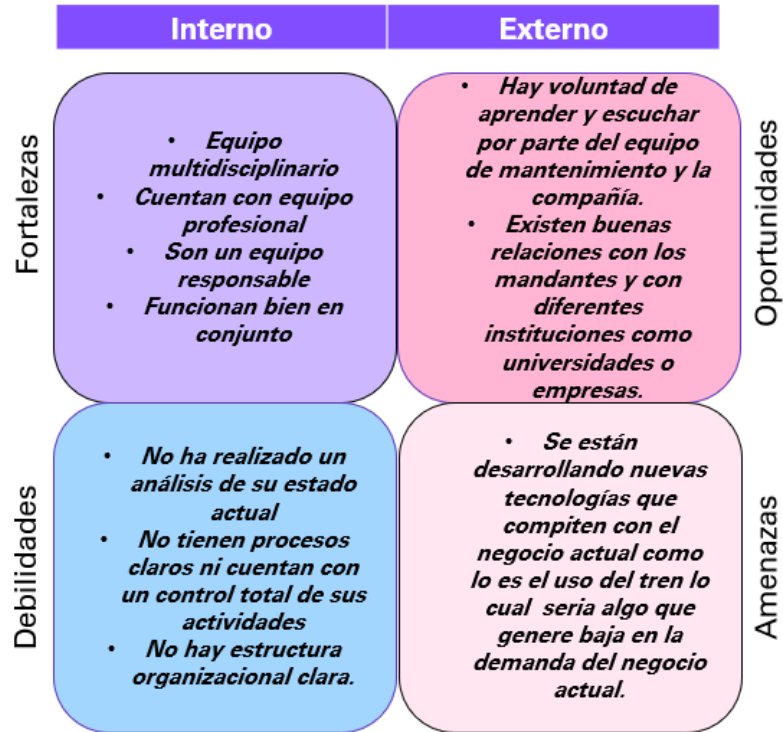 Interno
Externo
Fortalezas
• Equipo
multidisciplinario
• Cuentan con equipo
profesional
• Son un equipo
responsable
• Funcionan bien en
conjunto
• Hay voluntad de
aprender y escuchar
por parte del equipo
de mantenimiento y la
compañía.
• Existen buenas
relaciones con los
mandantes y con
diferentes
instituciones como
universidades o
empresas.
Oportunidades
Debilidades
• No ha realizado un
análisis de su estado
actual
• No tienen procesos
claros ni cuentan con
un control total de sus
actividades
• No hay estructura
organizacional clara.
• Se están
desarrollando nuevas
tecnologías que
compiten con el
negocio actual como
lo es el uso del tren lo
cual seria algo que
genere baja en la
demanda del negocio
actual.
Amenazas